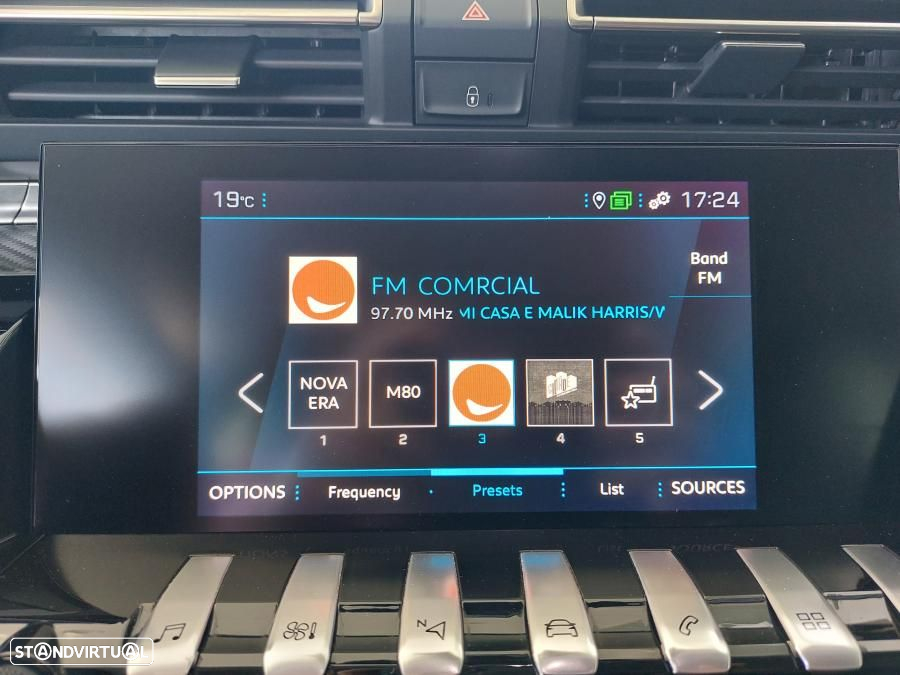 19°C
17:24
Band
FM
FM COMRCIAL
97.70 MHz MI CASA E MALIK HARRIS/V
NOVA
ERA
M80
1
2
3
4
5
OPTIONS
Frequency
Presets
List
SOURCES
N
STANDVIRTUAL